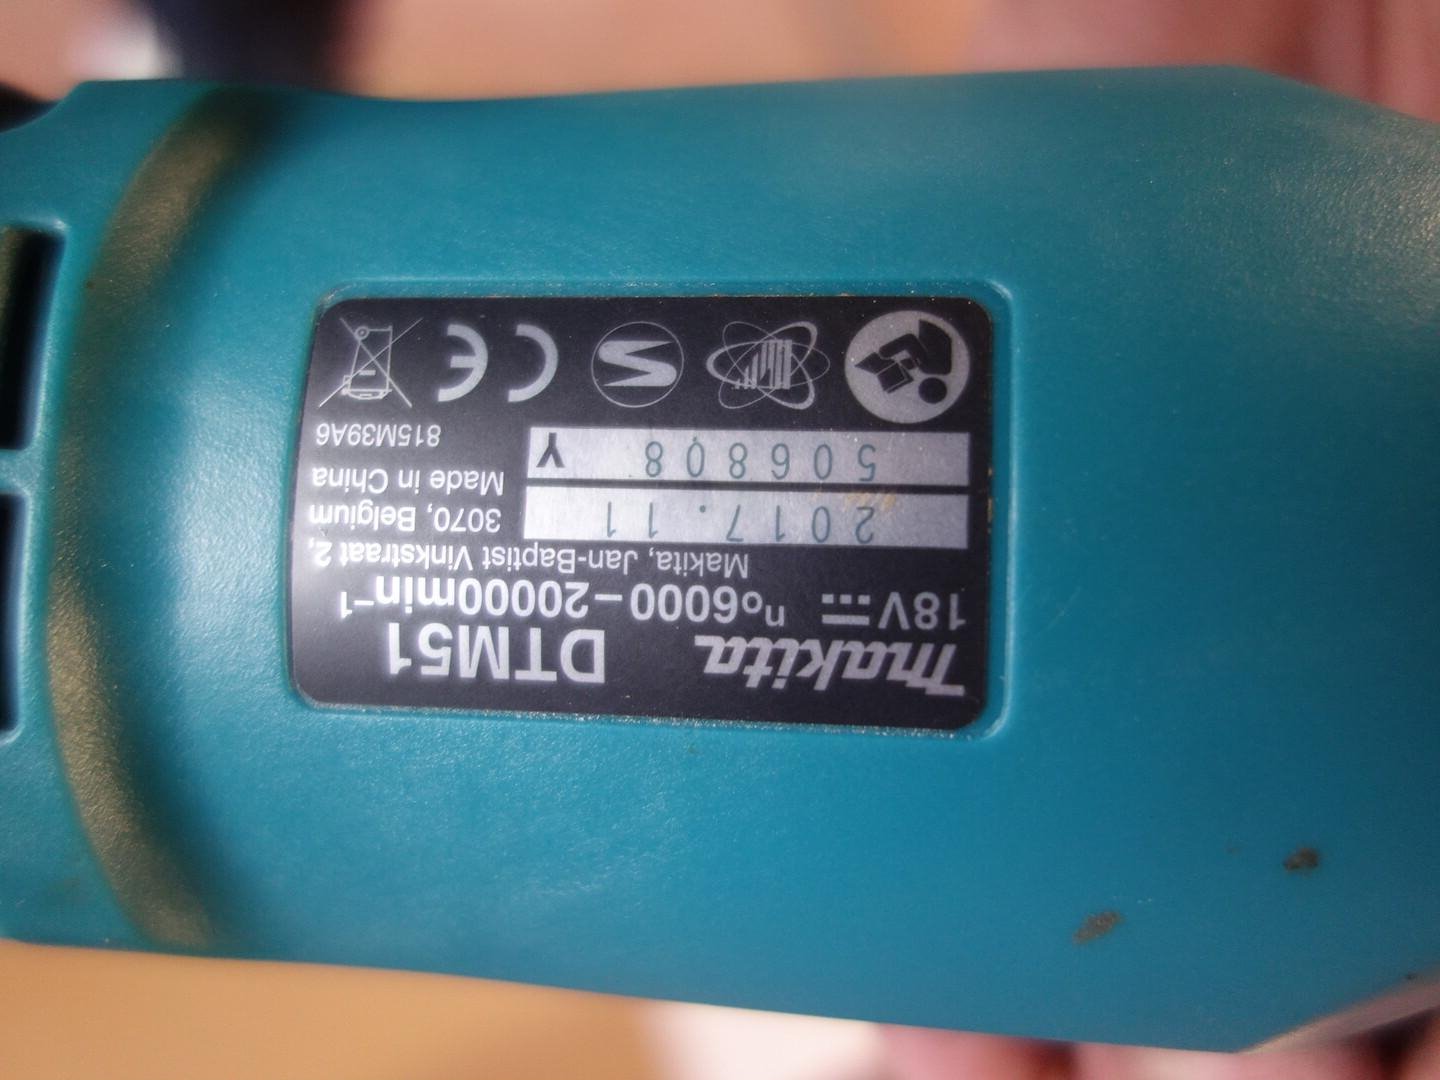 makita DTM51
18V n₀6000–20000min⁻¹
Makita, Jan-Baptist Vinkstraat 2,
2017.11 3070, Belgium
506808 Y Made in China
815M39A6
CE